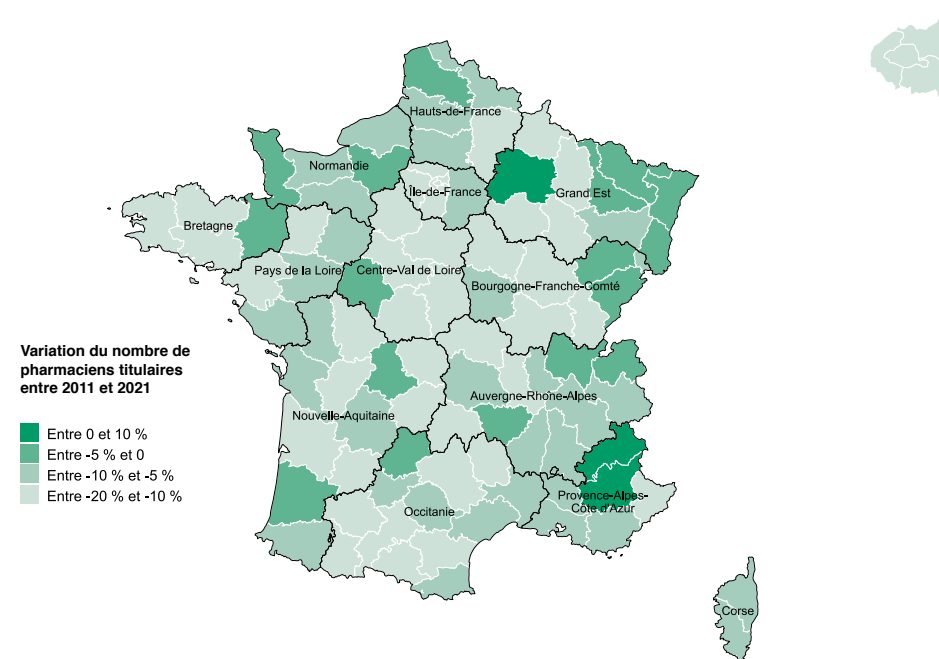 Hauts-de-France
Normandie
Île-de-France
Grand Est
Bretagne
Pays de la Loire
Centre-Val de Loire
Bourgogne-Franche-Comté
Variation du nombre de
pharmaciens titulaires
entre 2011 et 2021
Entre 0 et 10 %
Entre -5 % et 0
Entre -10 % et -5 %
Entre -20 % et -10 %
Auvergne-Rhone-Alpes
Nouvelle-Aquitaine
Provence-Alpes-
Côte d'Azur
Occitanie
Corse